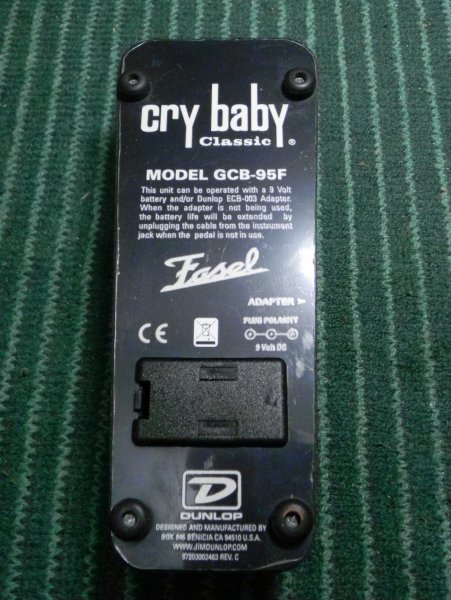 cry baby
Classic ®
MODEL GCB-95F
This unit can be operated with a 9 Volt
battery and/or Dunlop ECB-003 Adapter.
When the adapter is not being used,
the battery life will be extended by
unplugging the cable from the instrument
jack when the pedal is not in use.
Fasel
ADAPTER >
PLUG POLARITY
CE
9 Volt DC
D
DUNLOP
DESIGNED AND MANUFACTURED BY
BOX 846 BENICIA CA 94510 U.S.A.
WWW.JIMDUNLOP.COM
97203002463 REV. C